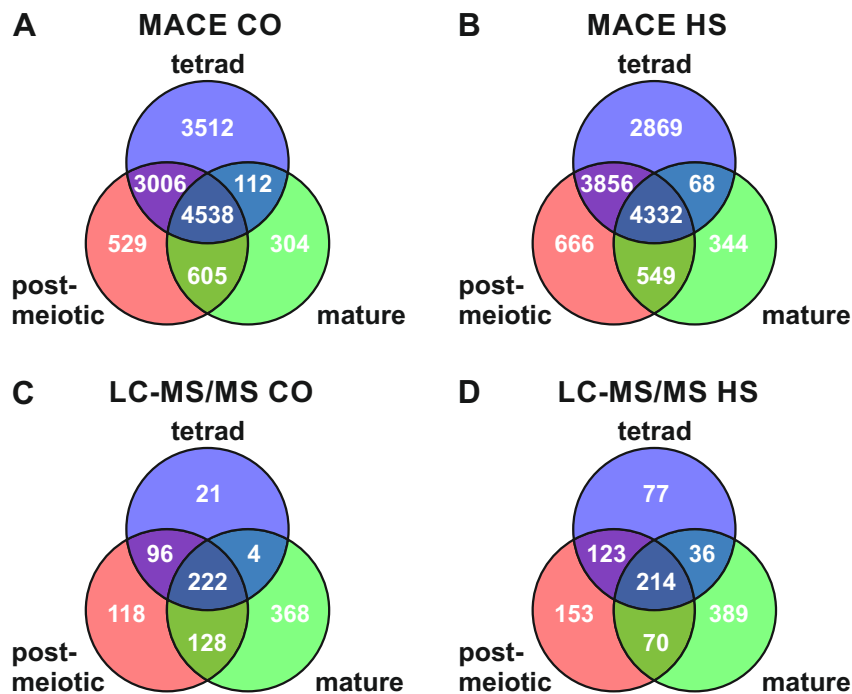 A MACE CO
tetrad
3512
3006 112
4538
529 304
605
post-
meiotic
mature
B MACE HS
tetrad
2869
3856 68
4332
666 344
549
post-
meiotic
mature
C LC-MS/MS CO
tetrad
21
96 4
222
118 368
128
post-
meiotic
mature
D LC-MS/MS HS
tetrad
77
123 36
214
153 389
70
post-
meiotic
mature